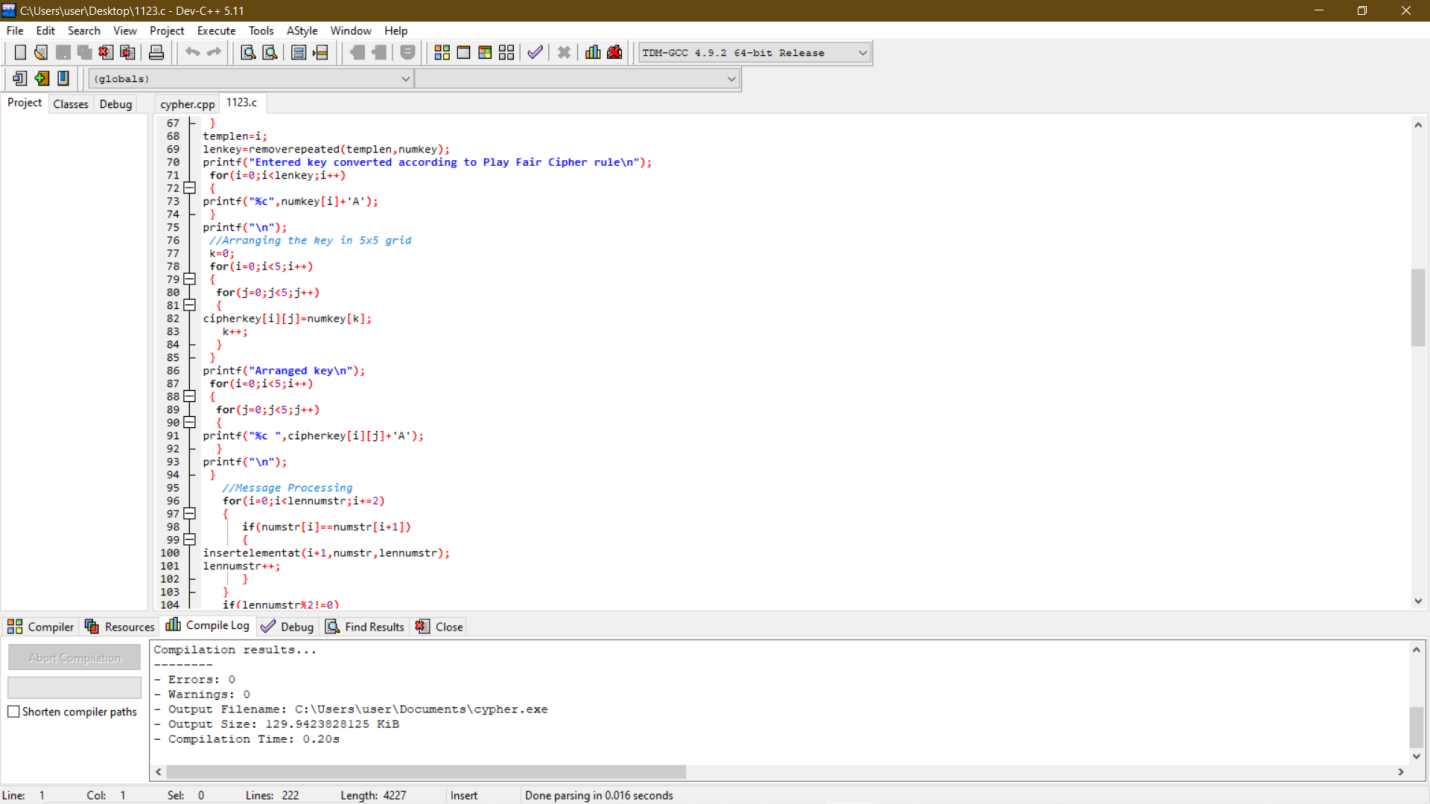 C:\Users\user\Desktop\1123.c - Dev-C++ 5.11
File Edit Search View Project Execute Tools AStyle Window Help
TDM-GCC 4.9.2 64-bit Release
(globals)
Project Classes Debug cypher.cpp 1123.c
67 }
68 templen=i;
69 lenkey=removerepeated(templen,numkey);
70 printf("Entered key converted according to Play Fair Cipher rule\n");
71 for(i=0;i<lenkey;i++)
72 {
73 printf("%c",numkey[i]+'A');
74 }
75 printf("\n");
76 //Arranging the key in 5x5 grid
77 k=0;
78 for(i=0;i<5;i++)
79 {
80 for(j=0;j<5;j++)
81 {
82 cipherkey[i][j]=numkey[k];
83 k++;
84 }
85 }
86 printf("Arranged key\n");
87 for(i=0;i<5;i++)
88 {
89 for(j=0;j<5;j++)
90 {
91 printf("%c ",cipherkey[i][j]+'A');
92 }
93 printf("\n");
94 }
95 //Message Processing
96 for(i=0;i<lennumstr;i+=2)
97 {
98 if(numstr[i]==numstr[i+1])
99 {
100 insertelementat(i+1,numstr,lennumstr);
101 lennumstr++;
102 }
103 }
104 if(lennumstr%2!=0)
Compiler Resources Compile Log Debug Find Results Close
Abort Compilation
Shorten compiler paths
Compilation results...
--------
- Errors: 0
- Warnings: 0
- Output Filename: C:\Users\user\Documents\cypher.exe
- Output Size: 129.9423828125 KiB
- Compilation Time: 0.20s
Line: 1 Col: 1 Sel: 0 Lines: 222 Length: 4227 Insert Done parsing in 0.016 seconds